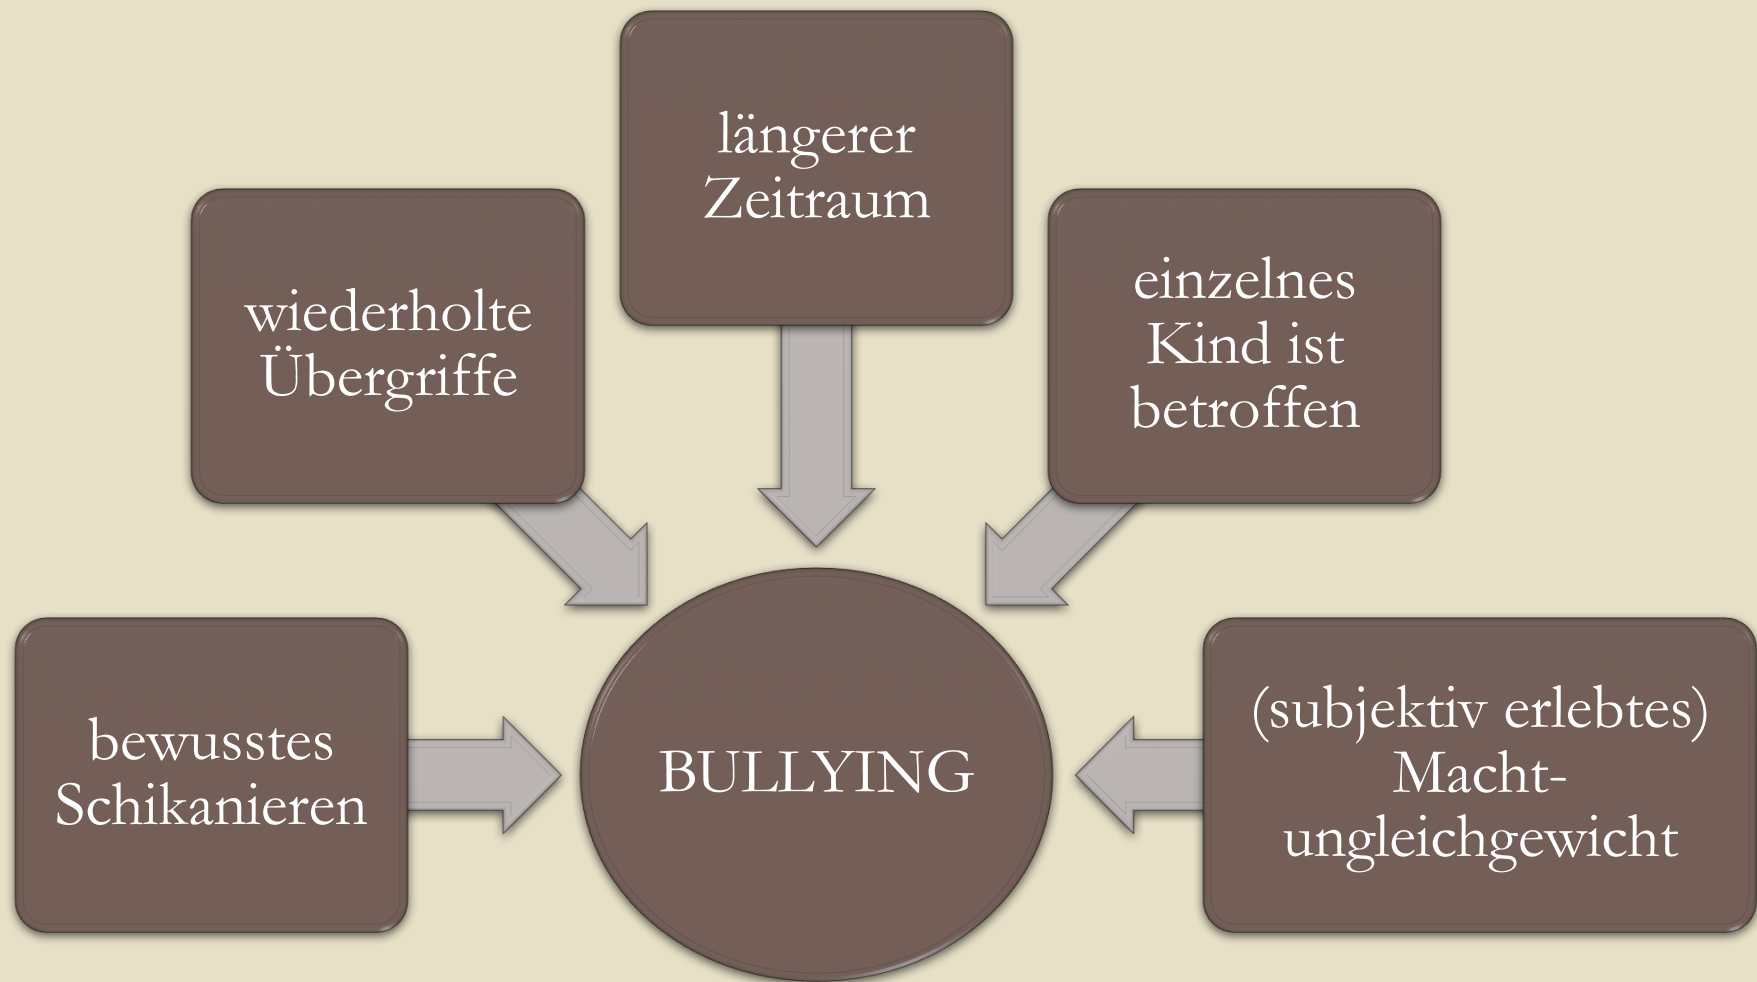 längerer
Zeitraum
wiederholte
Übergriffe
einzelnes
Kind ist
betroffen
bewusstes
Schikanieren
BULLYING
(subjektiv erlebtes)
Macht-
ungleichgewicht